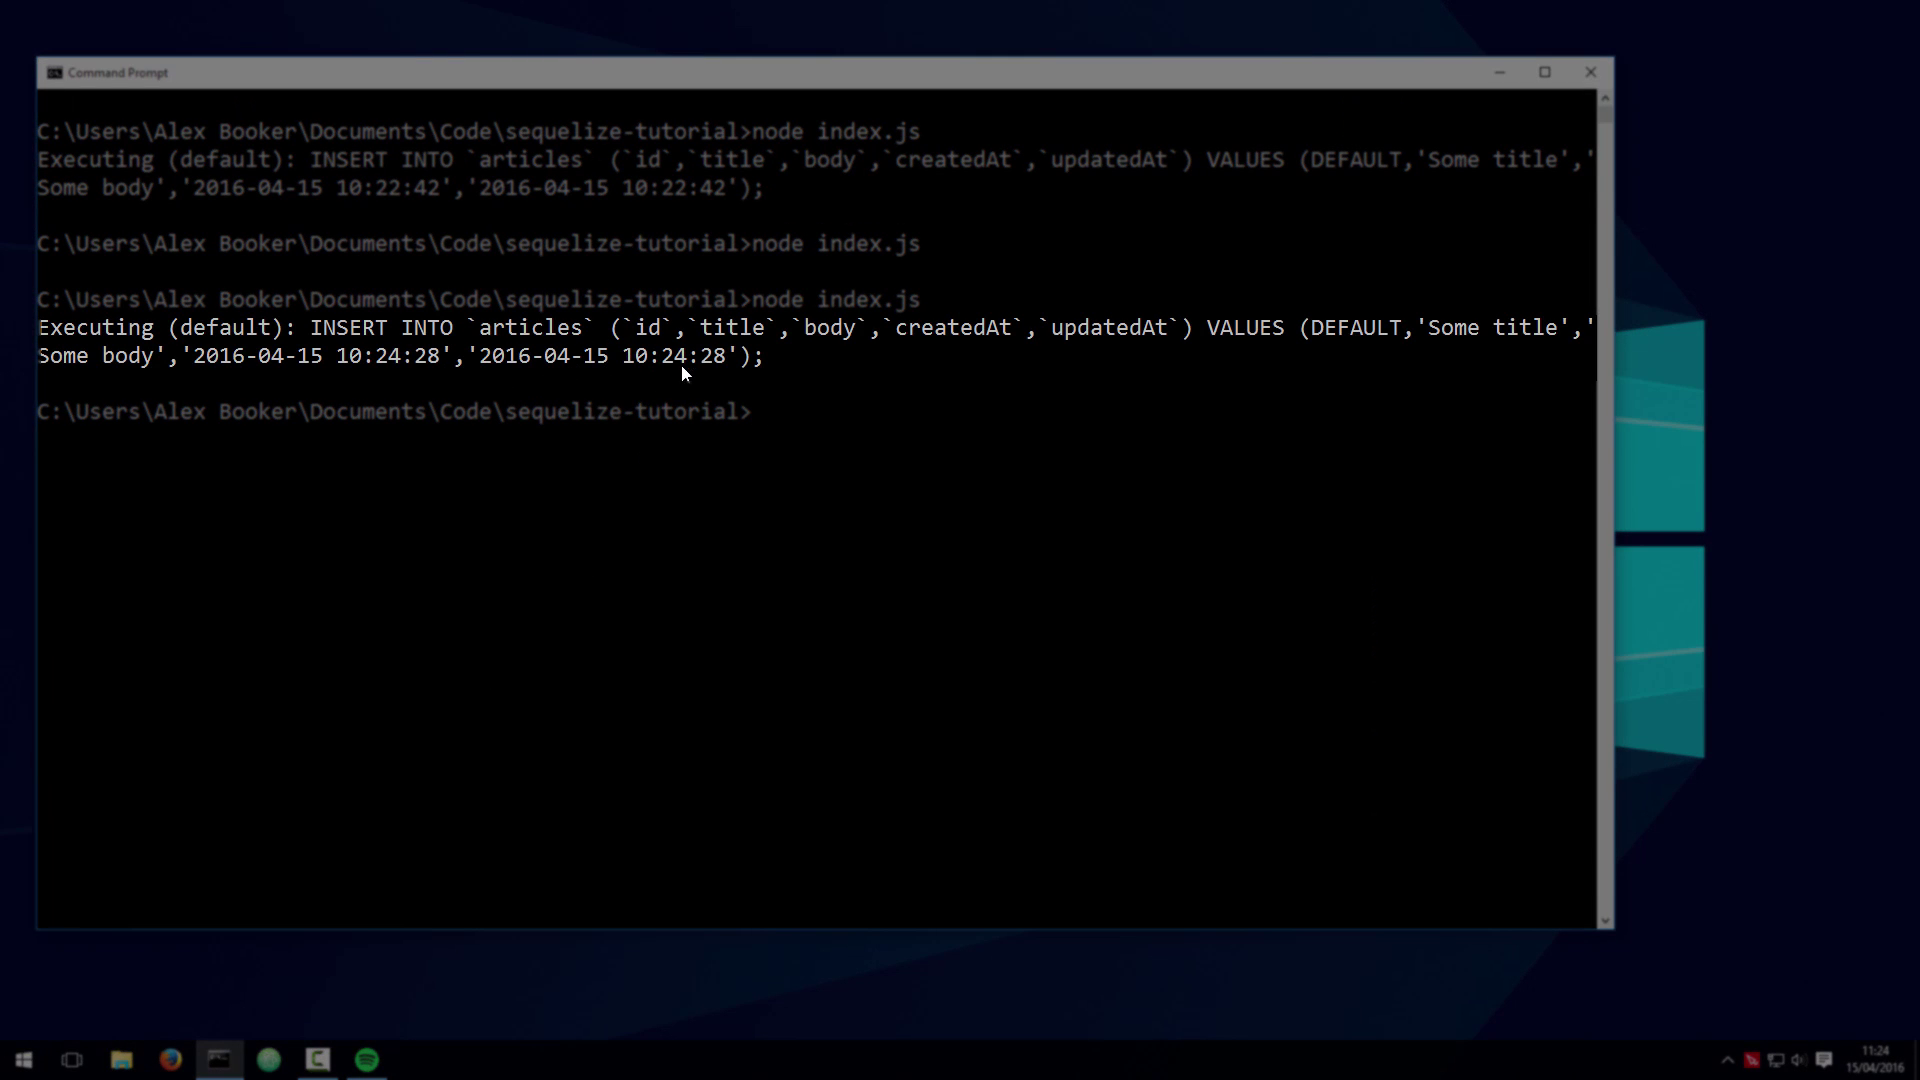 Command Prompt
C:\Users\Alex Booker\Documents\Code\sequelize-tutorial>node index.js
Executing (default): INSERT INTO `articles` (`id`,`title`,`body`,`createdAt`,`updatedAt`) VALUES (DEFAULT,'Some title','
Some body','2016-04-15 10:22:42','2016-04-15 10:22:42');
C:\Users\Alex Booker\Documents\Code\sequelize-tutorial>node index.js
C:\Users\Alex Booker\Documents\Code\sequelize-tutorial>node index.js
Executing (default): INSERT INTO `articles` (`id`,`title`,`body`,`createdAt`,`updatedAt`) VALUES (DEFAULT,'Some title','
Some body','2016-04-15 10:24:28','2016-04-15 10:24:28');
C:\Users\Alex Booker\Documents\Code\sequelize-tutorial>
11:24
15/04/2016